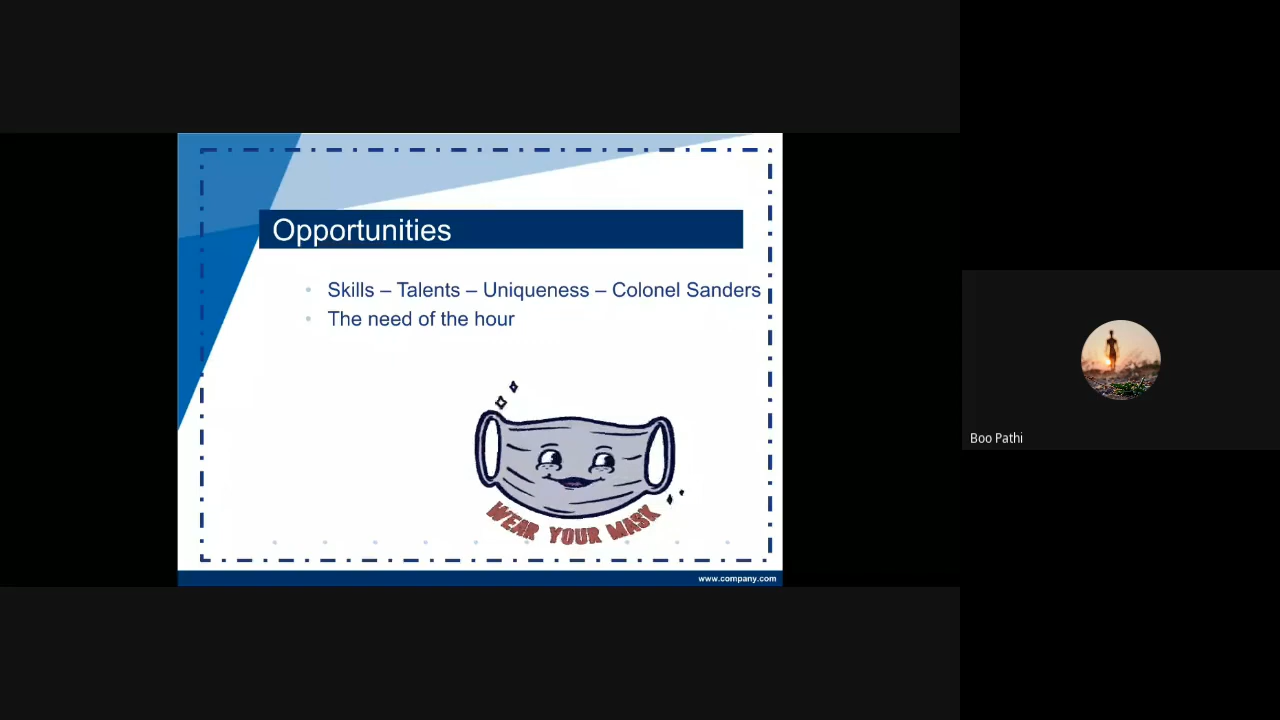 Opportunities
Skills – Talents – Uniqueness – Colonel Sanders
The need of the hour
WEAR YOUR MASK
www.company.com
Boo Pathi